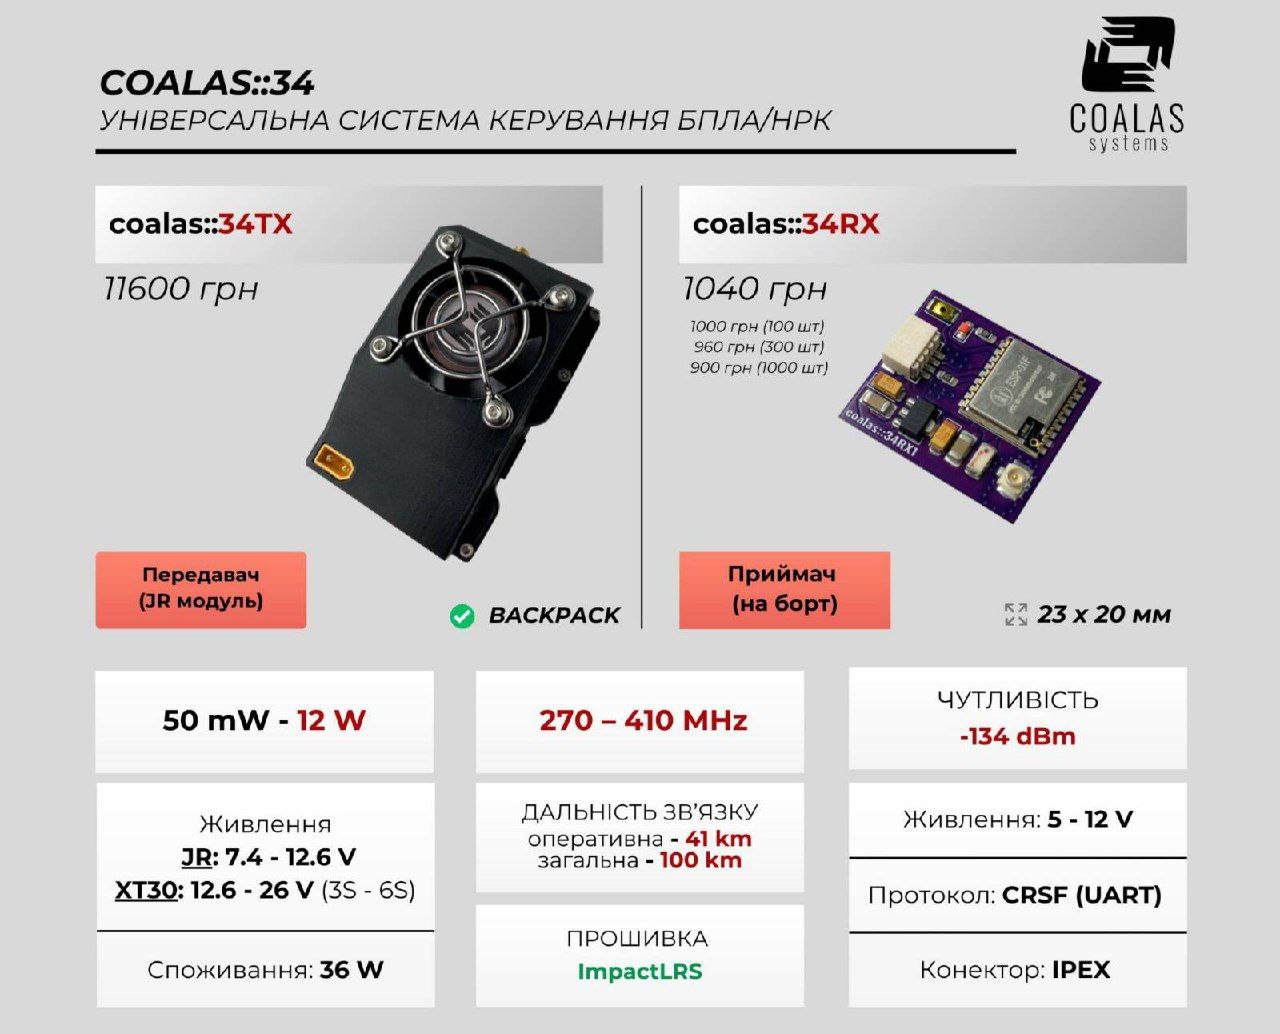 COALAS::34
УНІВЕРСАЛЬНА СИСТЕМА КЕРУВАННЯ БПЛА/НРК
COALAS
systems
coalas::34TX
11600 грн
Передавач
(JR модуль)
BACKPACK
coalas::34RX
1040 грн
1000 грн (100 шт)
960 грн (300 шт)
900 грн (1000 шт)
ESP-01F
FC
coalas::34RX1
Приймач
(на борт)
23 x 20 мм
50 mW - 12 W
Живлення
JR: 7.4 - 12.6 V
XT30: 12.6 - 26 V (3S - 6S)
Споживання: 36 W
270 – 410 MHz
ДАЛЬНІСТЬ ЗВ’ЯЗКУ
оперативна - 41 km
загальна - 100 km
ПРОШИВКА
ImpactLRS
ЧУТЛИВІСТЬ
-134 dBm
Живлення: 5 - 12 V
Протокол: CRSF (UART)
Конектор: IPEX